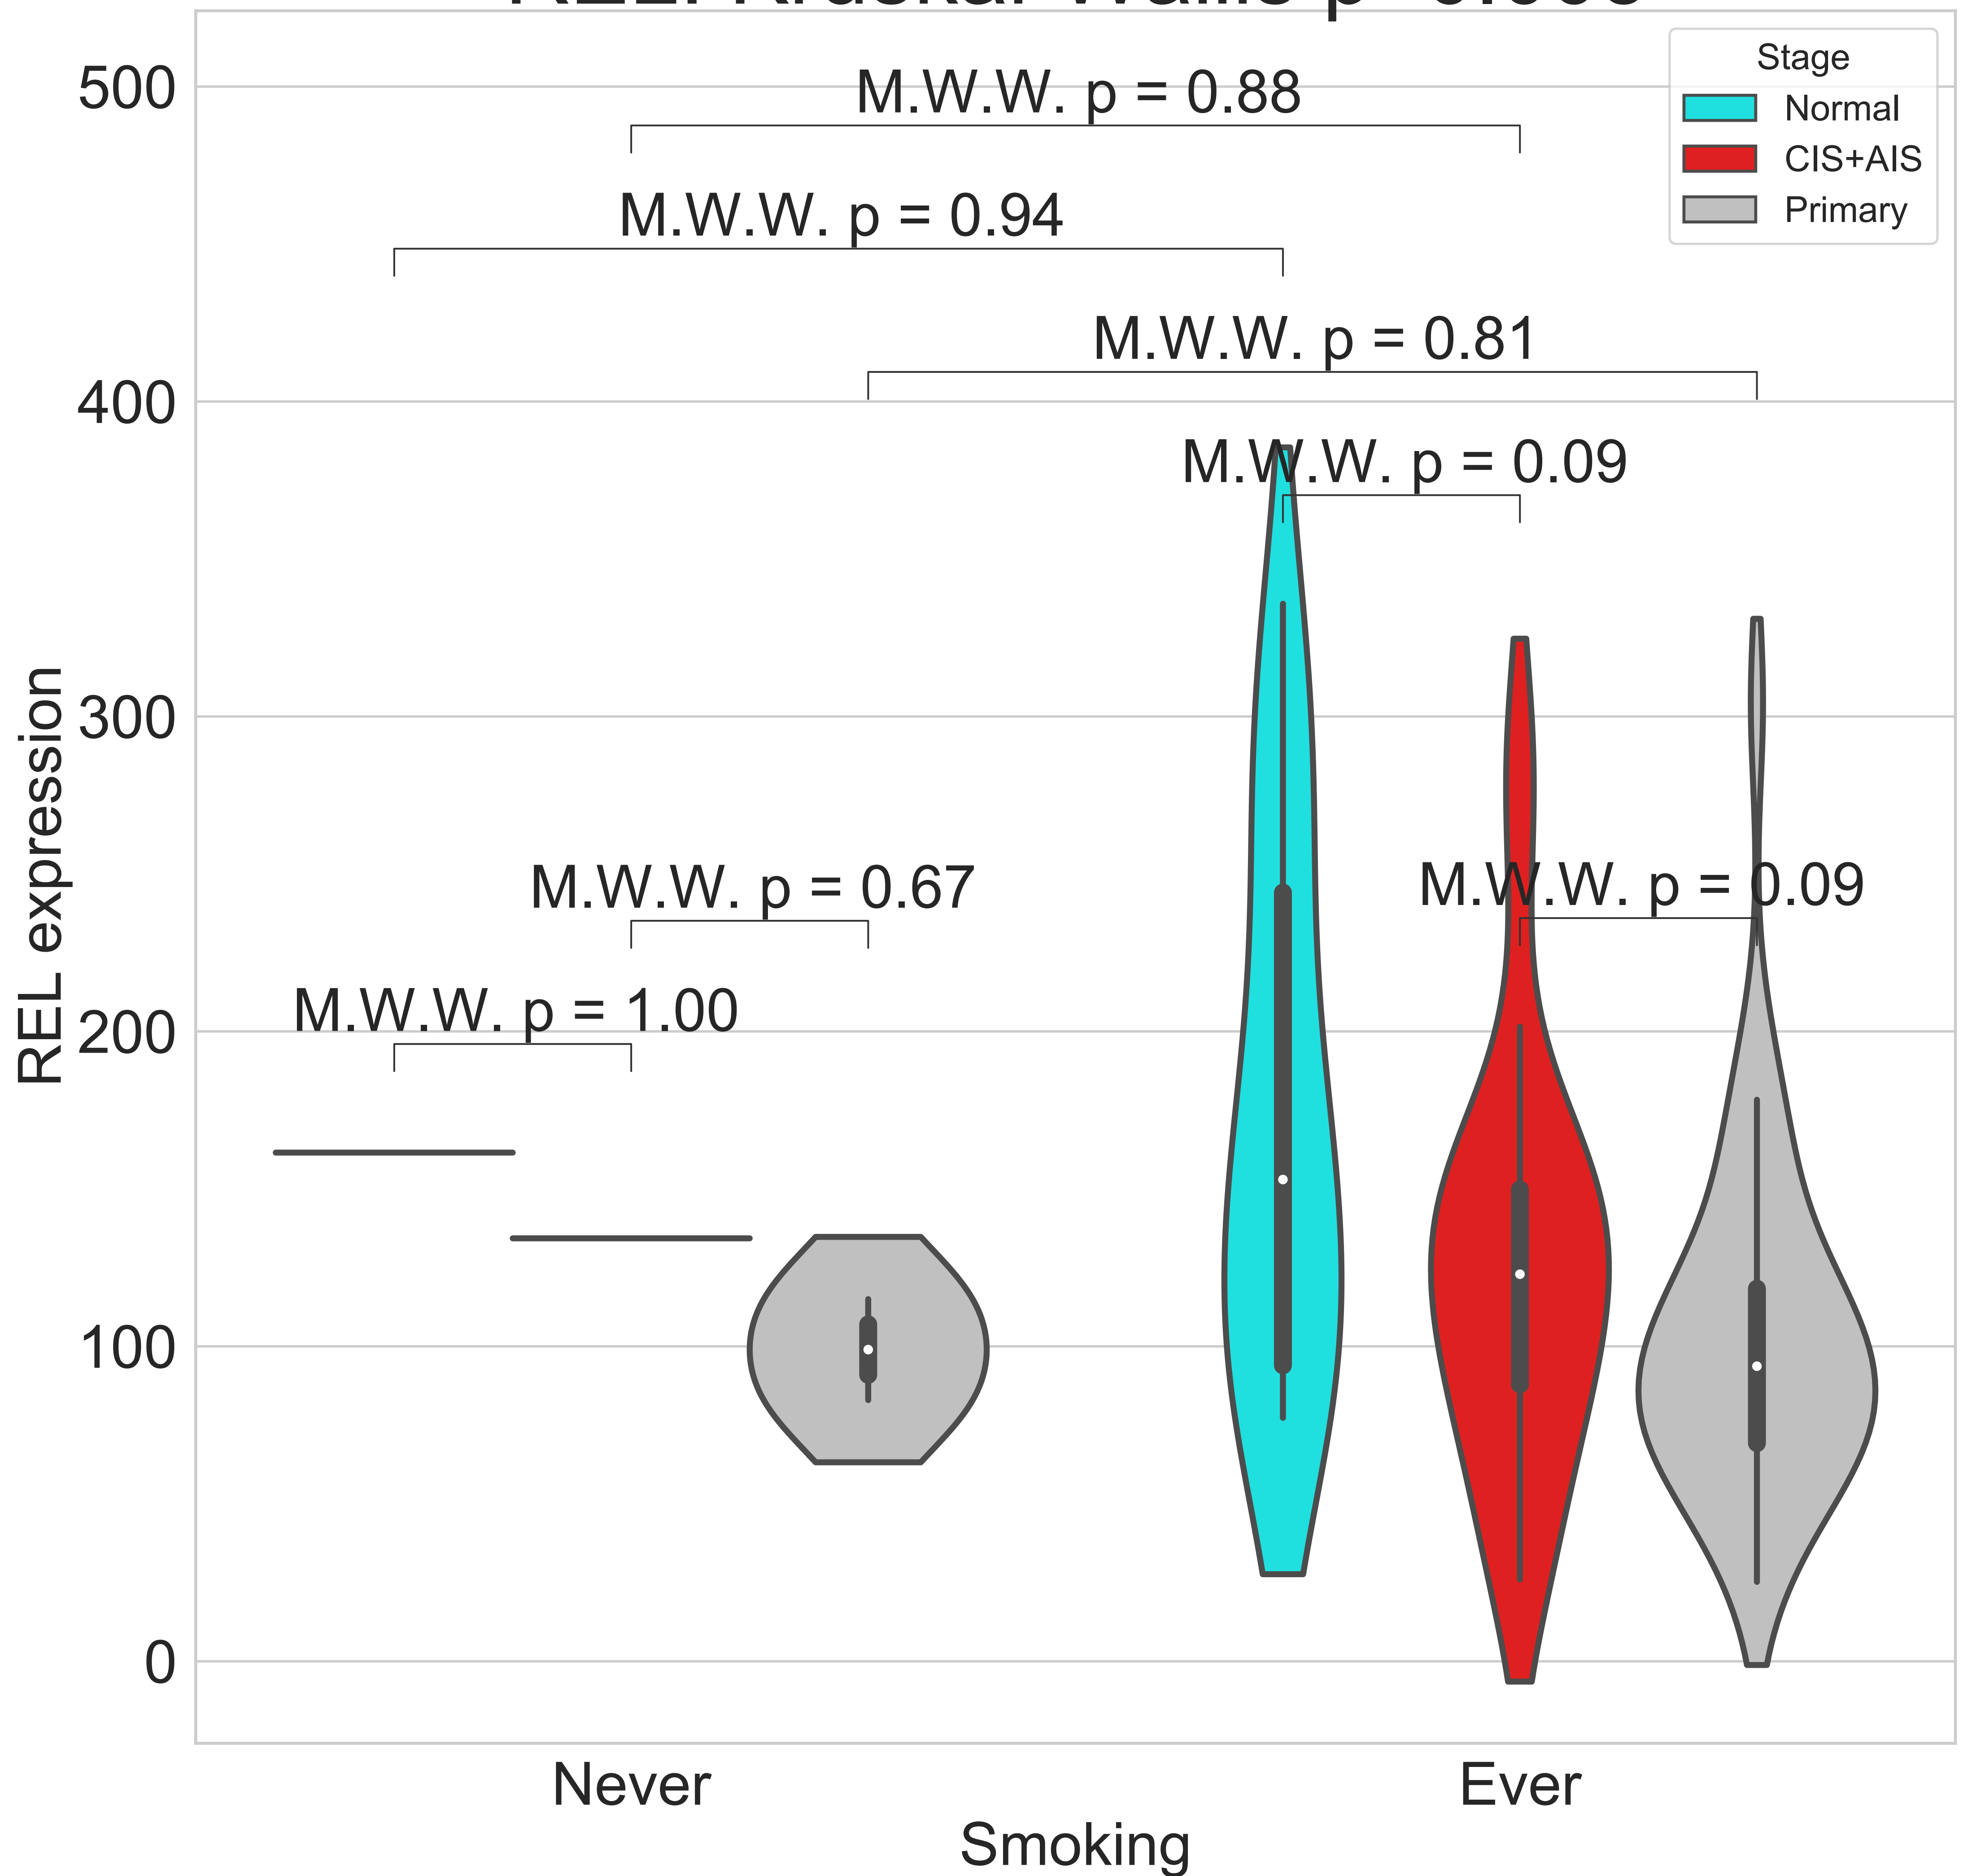 Stage
Normal
CIS+AIS
Primary
500
400
300
200
100
0
REL expression
M.W.W. p = 0.88
M.W.W. p = 0.94
M.W.W. p = 0.81
M.W.W. p = 0.09
M.W.W. p = 0.67
M.W.W. p = 0.09
M.W.W. p = 1.00
Never
Ever
Smoking